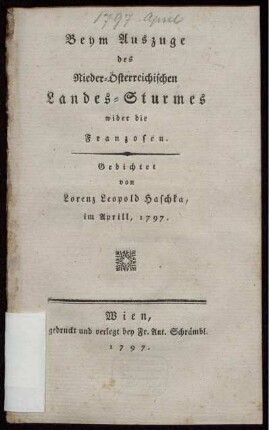 1797. April
Beym Auszuge
des
Nieder-Österreichischen
Landes-Sturmes
wider die
Franzosen.
Gedichtet
von
Lorenz Leopold Haschka,
im Aprill, 1797.
Wien,
gedruckt und verlegt bey Fr. Ant. Schrämbl.
1797.